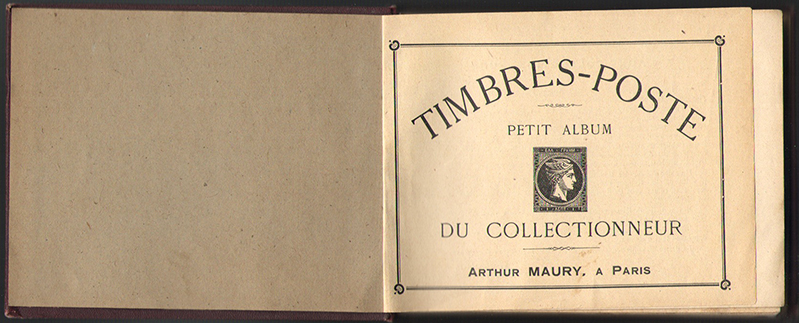 TIMBRES-POSTE
PETIT ALBUM
DU COLLECTIONNEUR
ARTHUR MAURY, A PARIS